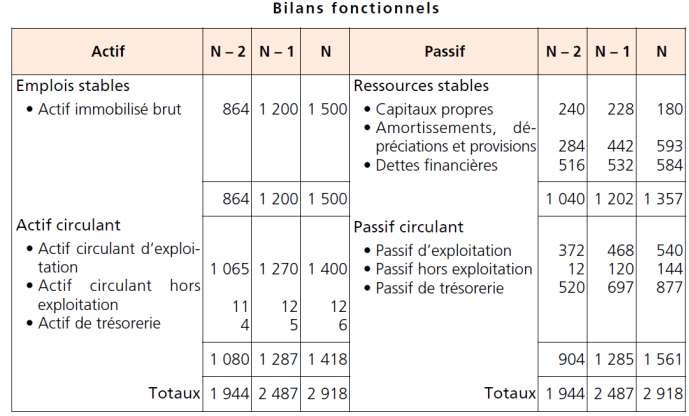 Bilans fonctionnels
Actif N – 2 N – 1 N Passif N – 2 N – 1 N
Emplois stables Ressources stables
• Actif immobilisé brut 864 1 200 1 500 • Capitaux propres 240 228 180
• Amortissements, dé-
préciations et provisions 284 442 593
• Dettes financières 516 532 584
864 1 200 1 500 1 040 1 202 1 357
Actif circulant Passif circulant
• Actif circulant d'exploi- • Passif d'exploitation 372 468 540
tation 1 065 1 270 1 400 • Passif hors exploitation 12 120 144
• Actif circulant hors • Passif de trésorerie 520 697 877
exploitation 11 12 12
• Actif de trésorerie 4 5 6
1 080 1 287 1 418 904 1 285 1 561
Totaux 1 944 2 487 2 918 Totaux 1 944 2 487 2 918